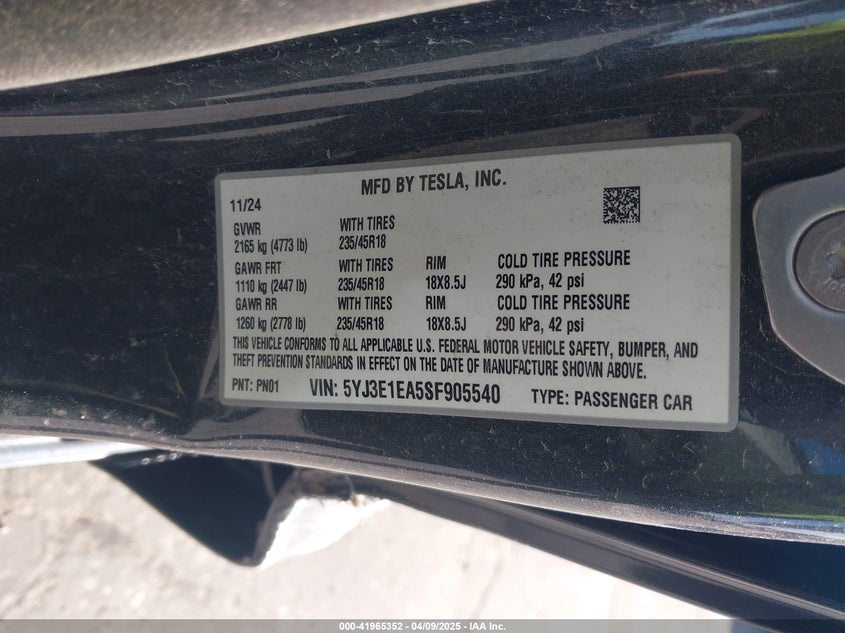 MFD BY TESLA, INC.
11/24
GVWR WITH TIRES
2165 kg (4773 lb) 235/45R18
GAWR FRT WITH TIRES RIM COLD TIRE PRESSURE
1110 kg (2447 lb) 235/45R18 18X8.5J 290 kPa, 42 psi
GAWR RR WITH TIRES RIM COLD TIRE PRESSURE
1260 kg (2778 lb) 235/45R18 18X8.5J 290 kPa, 42 psi
THIS VEHICLE CONFORMS TO ALL APPLICABLE U.S. FEDERAL MOTOR VEHICLE SAFETY, BUMPER, AND
THEFT PREVENTION STANDARDS IN EFFECT ON THE DATE OF MANUFACTURE SHOWN ABOVE.
PNT: PN01 VIN: 5YJ3E1EA5SF905540 TYPE: PASSENGER CAR
000-41965352 | 04/09/2025 - IAA Inc.